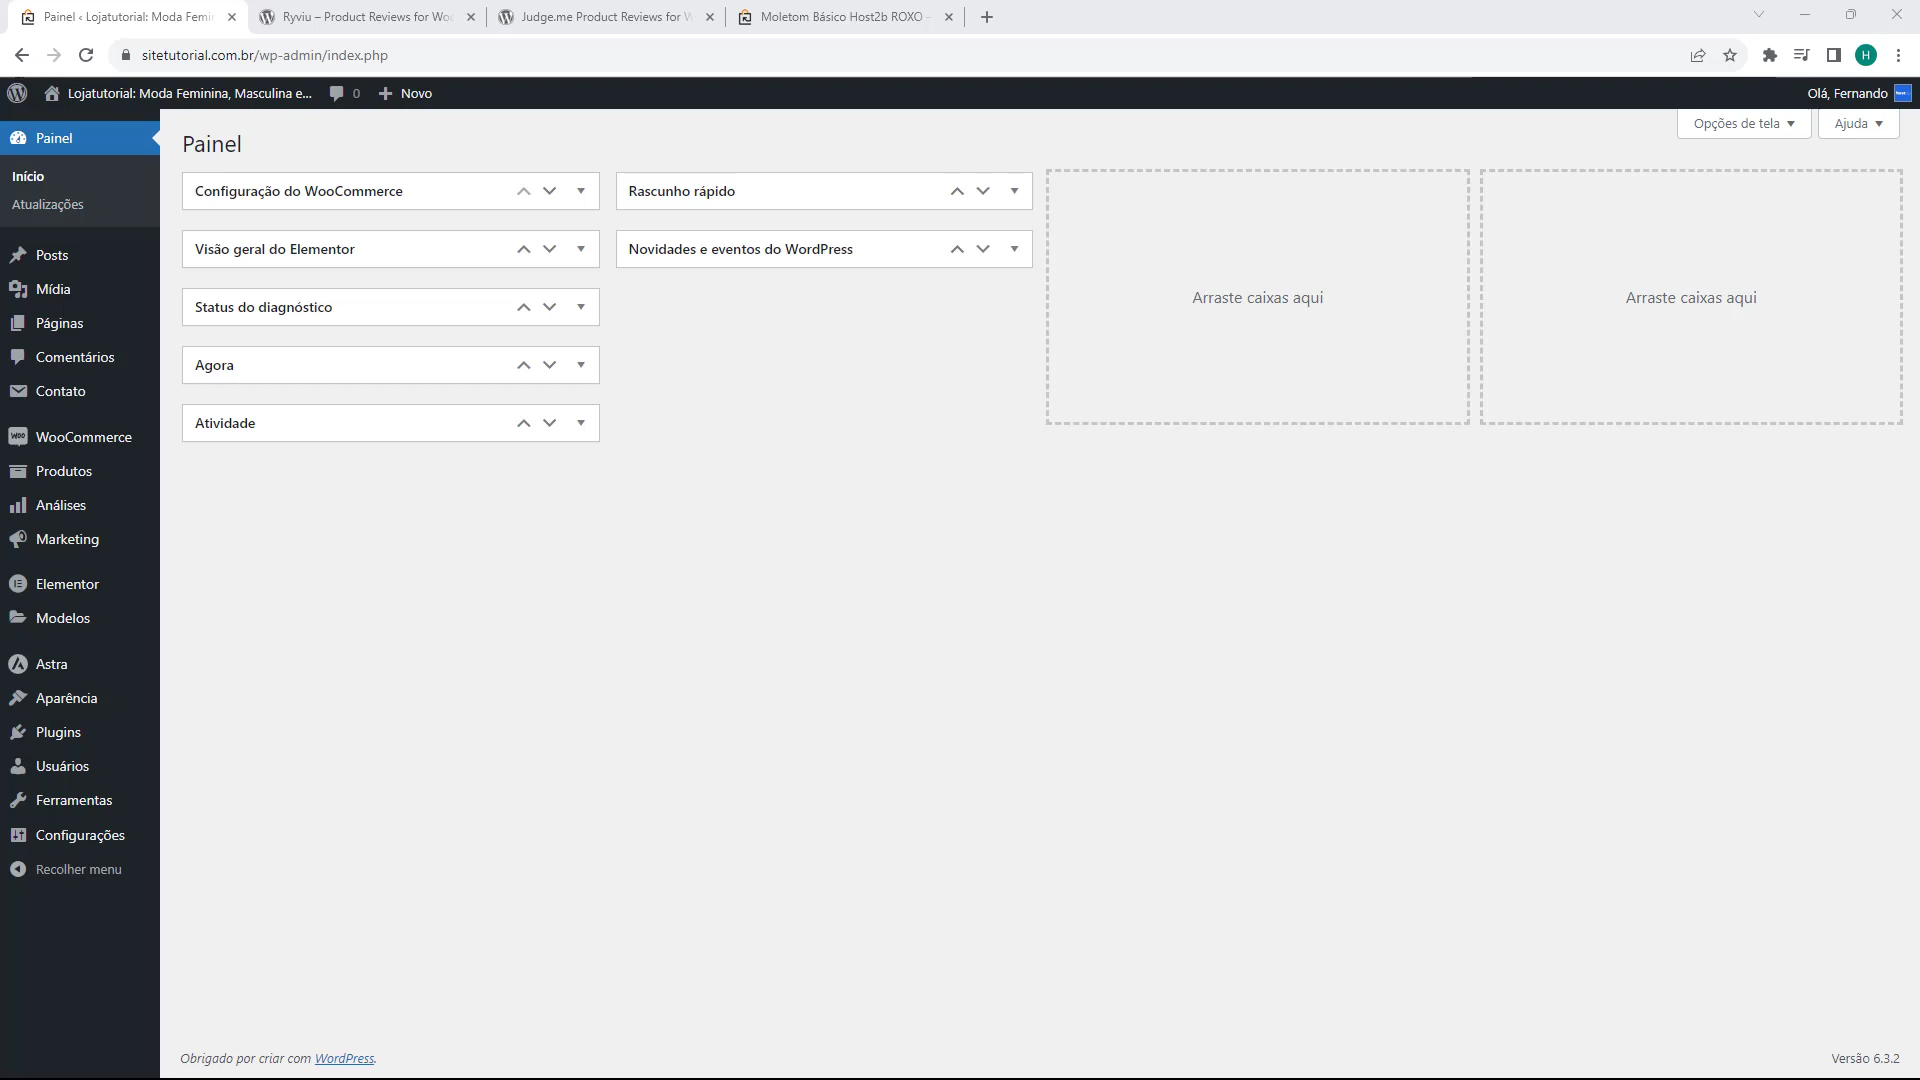 Painel ‹ Lojatutorial: Moda Femin
Ryviu – Product Reviews for Woo
Judge.me Product Reviews for W
Moletom Básico Host2b ROXO -
sitetutorial.com.br/wp-admin/index.php
H
Lojatutorial: Moda Feminina, Masculina e...
0
Novo
Olá, Fernando
Painel
Início
Atualizações
Posts
Mídia
Páginas
Comentários
Contato
WooCommerce
Produtos
Análises
Marketing
Elementor
Modelos
Astra
Aparência
Plugins
Usuários
Ferramentas
Configurações
Recolher menu
Painel
Opções de tela
Ajuda
Configuração do WooCommerce
Visão geral do Elementor
Status do diagnóstico
Agora
Atividade
Rascunho rápido
Novidades e eventos do WordPress
Arraste caixas aqui
Arraste caixas aqui
Obrigado por criar com WordPress.
Versão 6.3.2